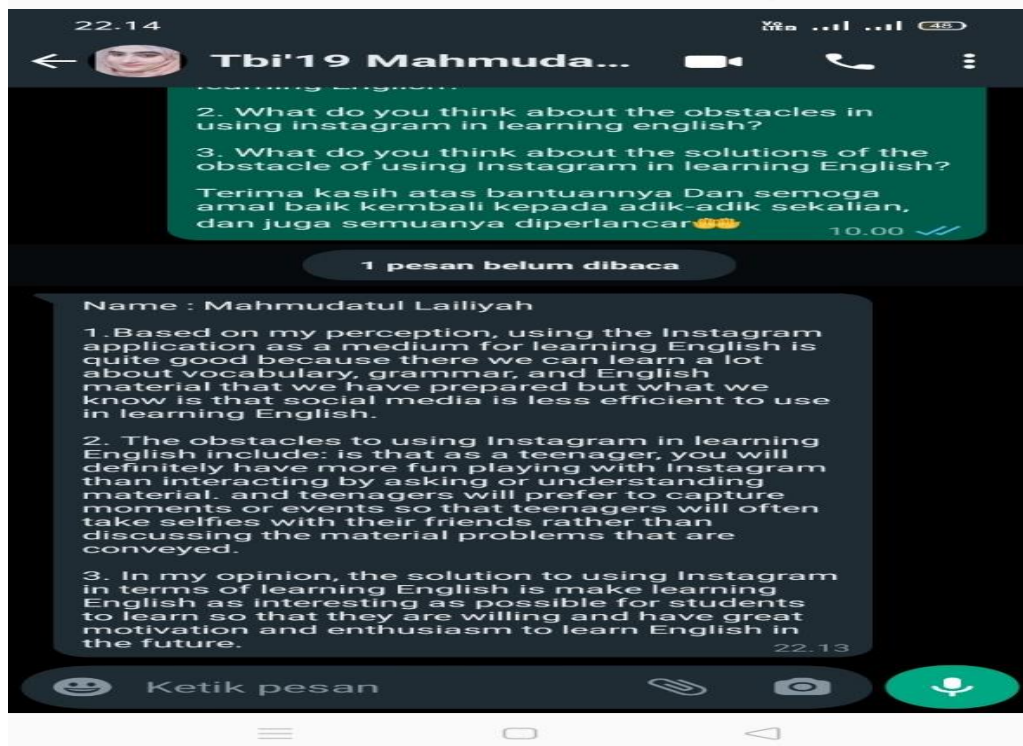 22.14
48
Tbi'19 Mahmuda...
learning English?
2. What do you think about the obstacles in
using instagram in learning english?
3. What do you think about the solutions of the
obstacle of using Instagram in learning English?
Terima kasih atas bantuannya Dan semoga
amal baik kembali kepada adik-adik sekalian,
dan juga semuanya diperlancar🤲🤲
10.00
1 pesan belum dibaca
Name : Mahmudatul Lailiyah
1.Based on my perception, using the Instagram
application as a medium for learning English is
quite good because there we can learn a lot
about vocabulary, grammar, and English
material that we have prepared but what we
know is that social media is less efficient to use
in learning English.
2. The obstacles to using Instagram in learning
English include: is that as a teenager, you will
definitely have more fun playing with Instagram
than interacting by asking or understanding
material. and teenagers will prefer to capture
moments or events so that teenagers will often
take selfies with their friends rather than
discussing the material problems that are
conveyed.
3. In my opinion, the solution to using Instagram
in terms of learning English is make learning
English as interesting as possible for students
to learn so that they are willing and have great
motivation and enthusiasm to learn English in
the future.
22.13
Ketik pesan